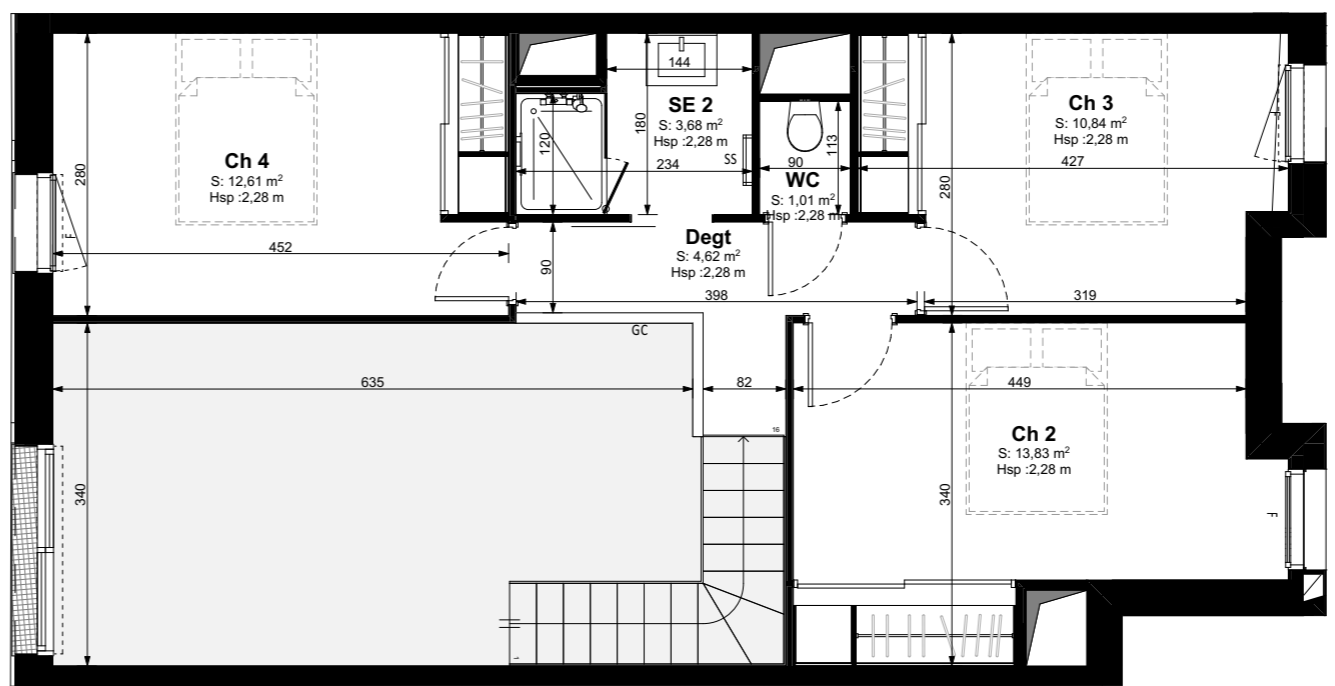 Ch 4
S: 12,61 m²
Hsp :2,28 m
280
452
144
SE 2
S: 3,68 m²
Hsp :2,28 m
180
120
234
SS
90
WC
S: 1,01 m²
Hsp :2,28 m
113
Ch 3
S: 10,84 m²
Hsp :2,28 m
427
280
F
F
Degt
S: 4,62 m²
Hsp :2,28 m
90
398
319
GC
635
82
449
16
Ch 2
S: 13,83 m²
Hsp :2,28 m
340
340
F
1